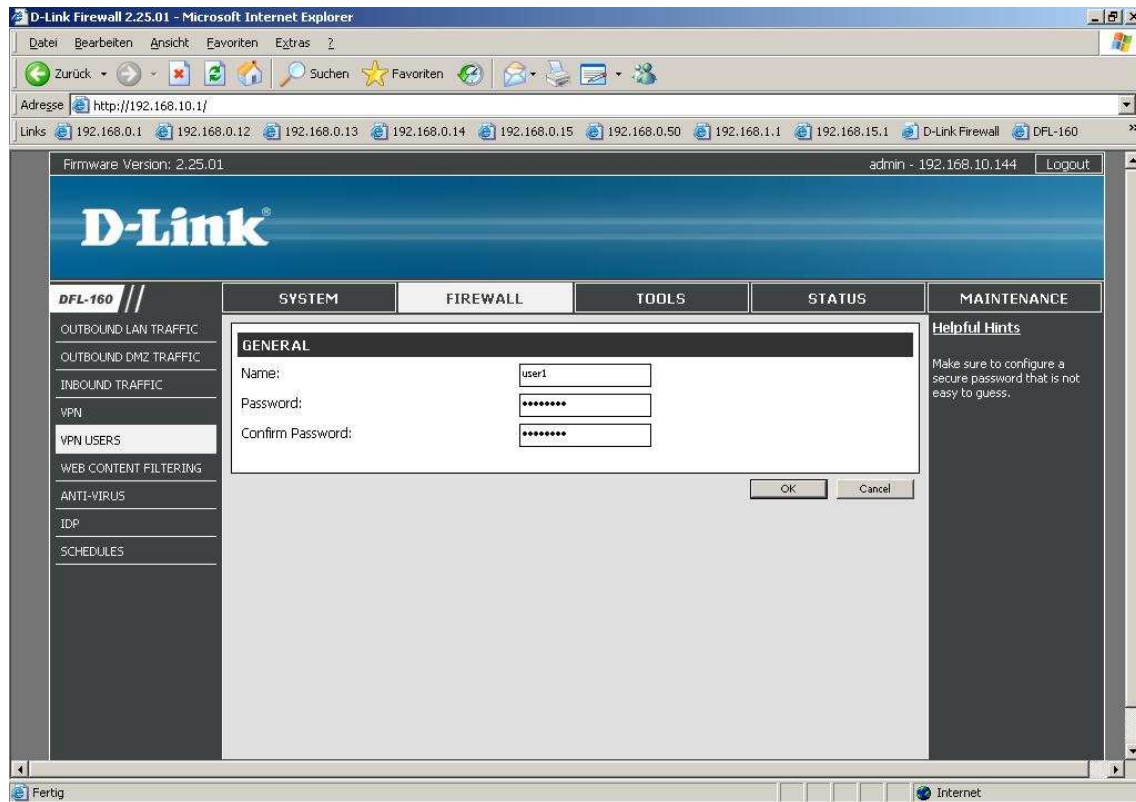 D-Link Firewall 2.25.01 - Microsoft Internet Explorer
Datei Bearbeiten Ansicht Favoriten Extras ?
Zurück Suchen Favoriten
Adresse http://192.168.10.1/
Links 192.168.0.1 192.168.0.12 192.168.0.13 192.168.0.14 192.168.0.15 192.168.0.50 192.168.1.1 192.168.15.1 D-Link Firewall DFL-160 »
Firmware Version: 2.25.01 admin - 192.168.10.144 Logout
D-Link®
DFL-160 SYSTEM FIREWALL TOOLS STATUS MAINTENANCE
OUTBOUND LAN TRAFFIC
OUTBOUND DMZ TRAFFIC
INBOUND TRAFFIC
VPN
VPN USERS
WEB CONTENT FILTERING
ANTI-VIRUS
IDP
SCHEDULES
GENERAL
Name: user1
Password: ••••••••
Confirm Password: ••••••••
OK Cancel
Helpful Hints
Make sure to configure a
secure password that is not
easy to guess.
Fertig Internet